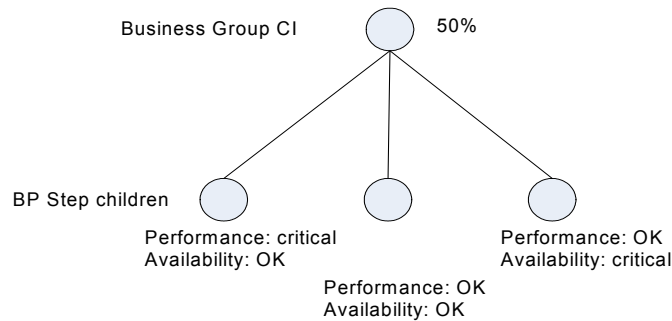 Business Group CI
50%
BP Step children
Performance: critical
Availability: OK
Performance: OK
Availability: OK
Performance: OK
Availability: critical